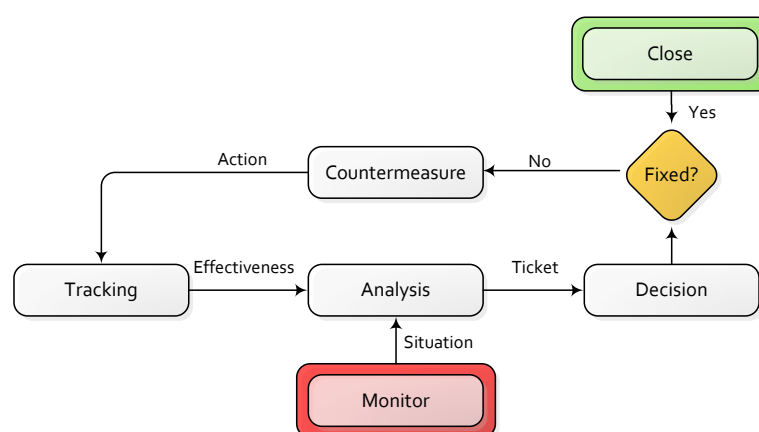 Close
Yes
Action
Countermeasure
No
Fixed?
Tracking
Effectiveness
Analysis
Ticket
Decision
Situation
Monitor